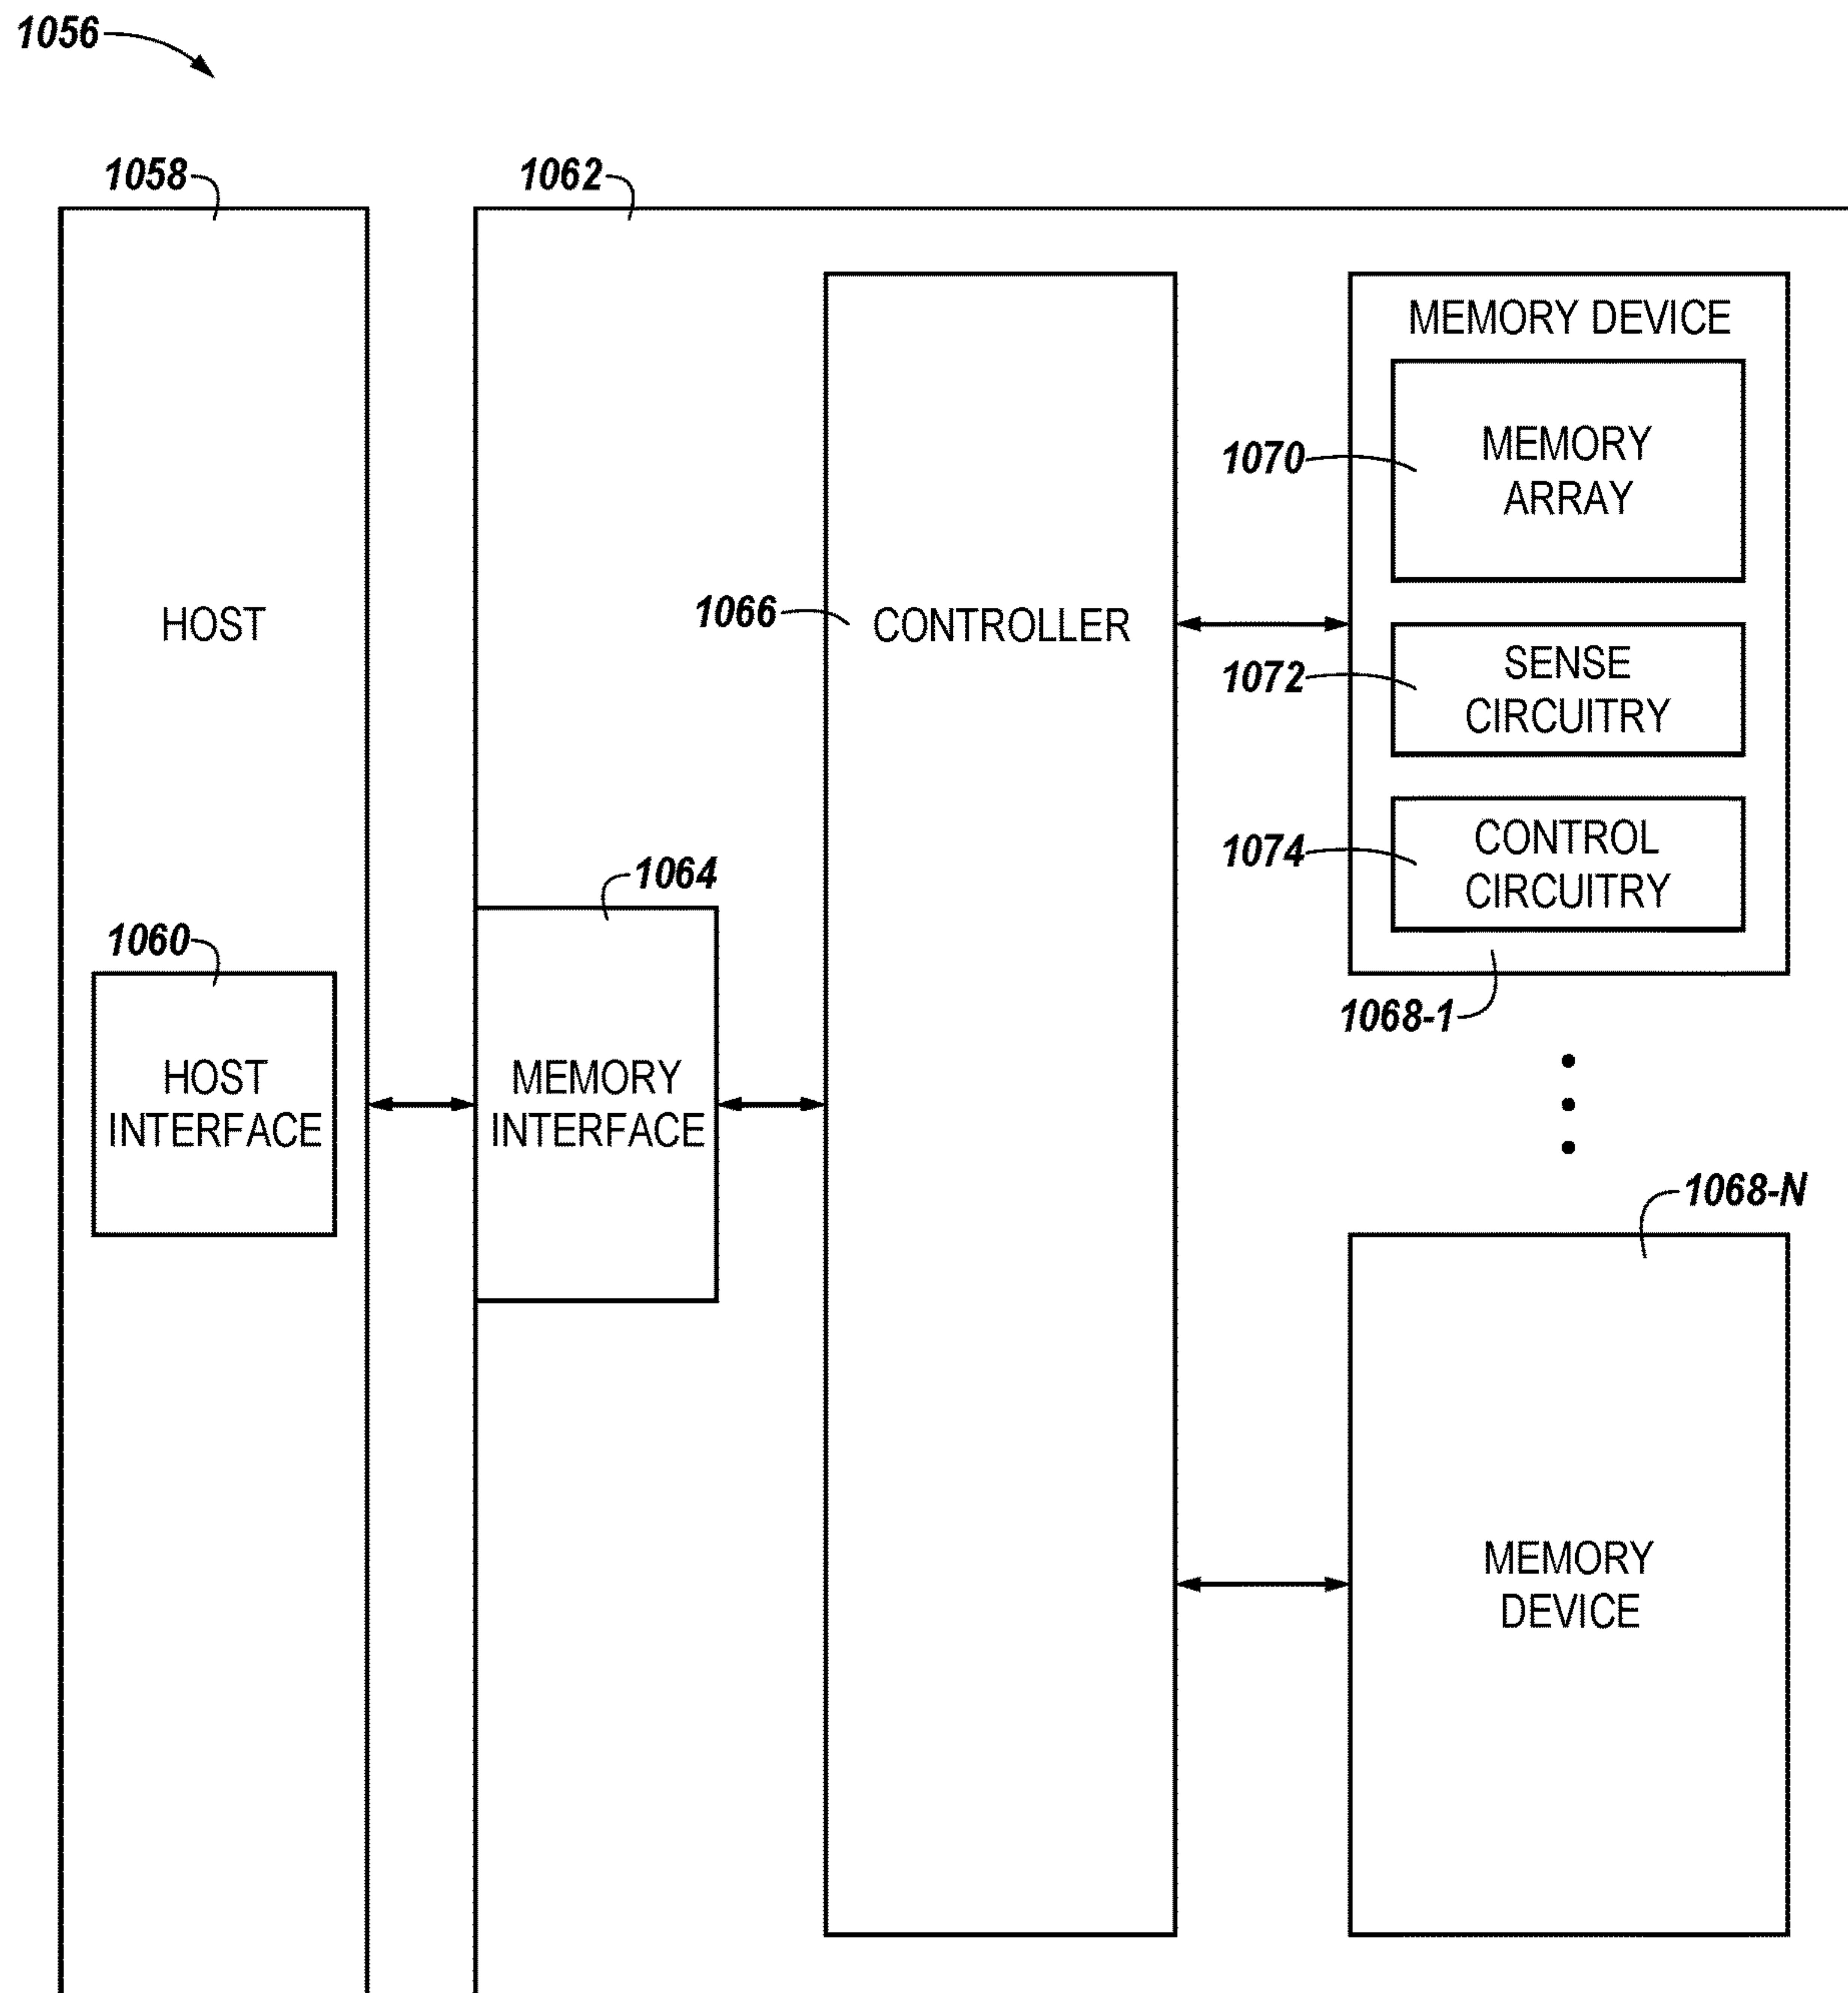 1056
1058
1062
MEMORY DEVICE
1070
MEMORY
ARRAY
HOST
1066
CONTROLLER
1072
SENSE
CIRCUITRY
1074
CONTROL
CIRCUITRY
1064
1060
1068-1
HOST
INTERFACE
MEMORY
INTERFACE
1068-N
MEMORY
DEVICE